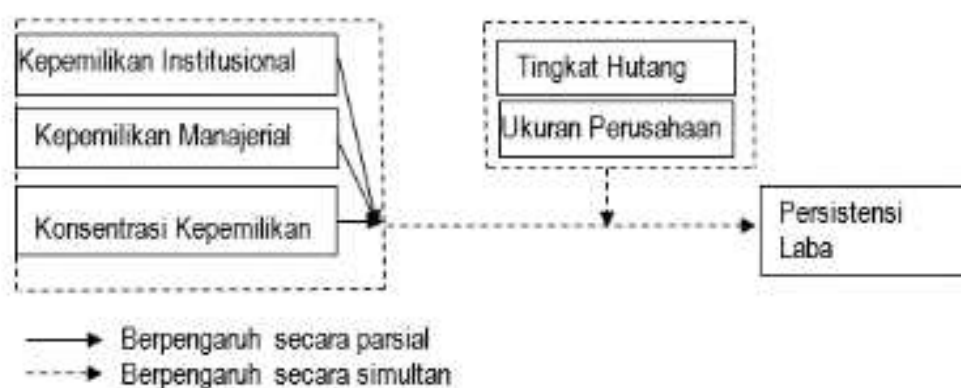 Kepemilikan Institusional
Kepemilikan Manajerial
Konsentrasi Kepemilikan
Tingkat Hutang
Ukuran Perusahaan
Persistensi
Laba
Berpengaruh secara parsial
Berpengaruh secara simultan